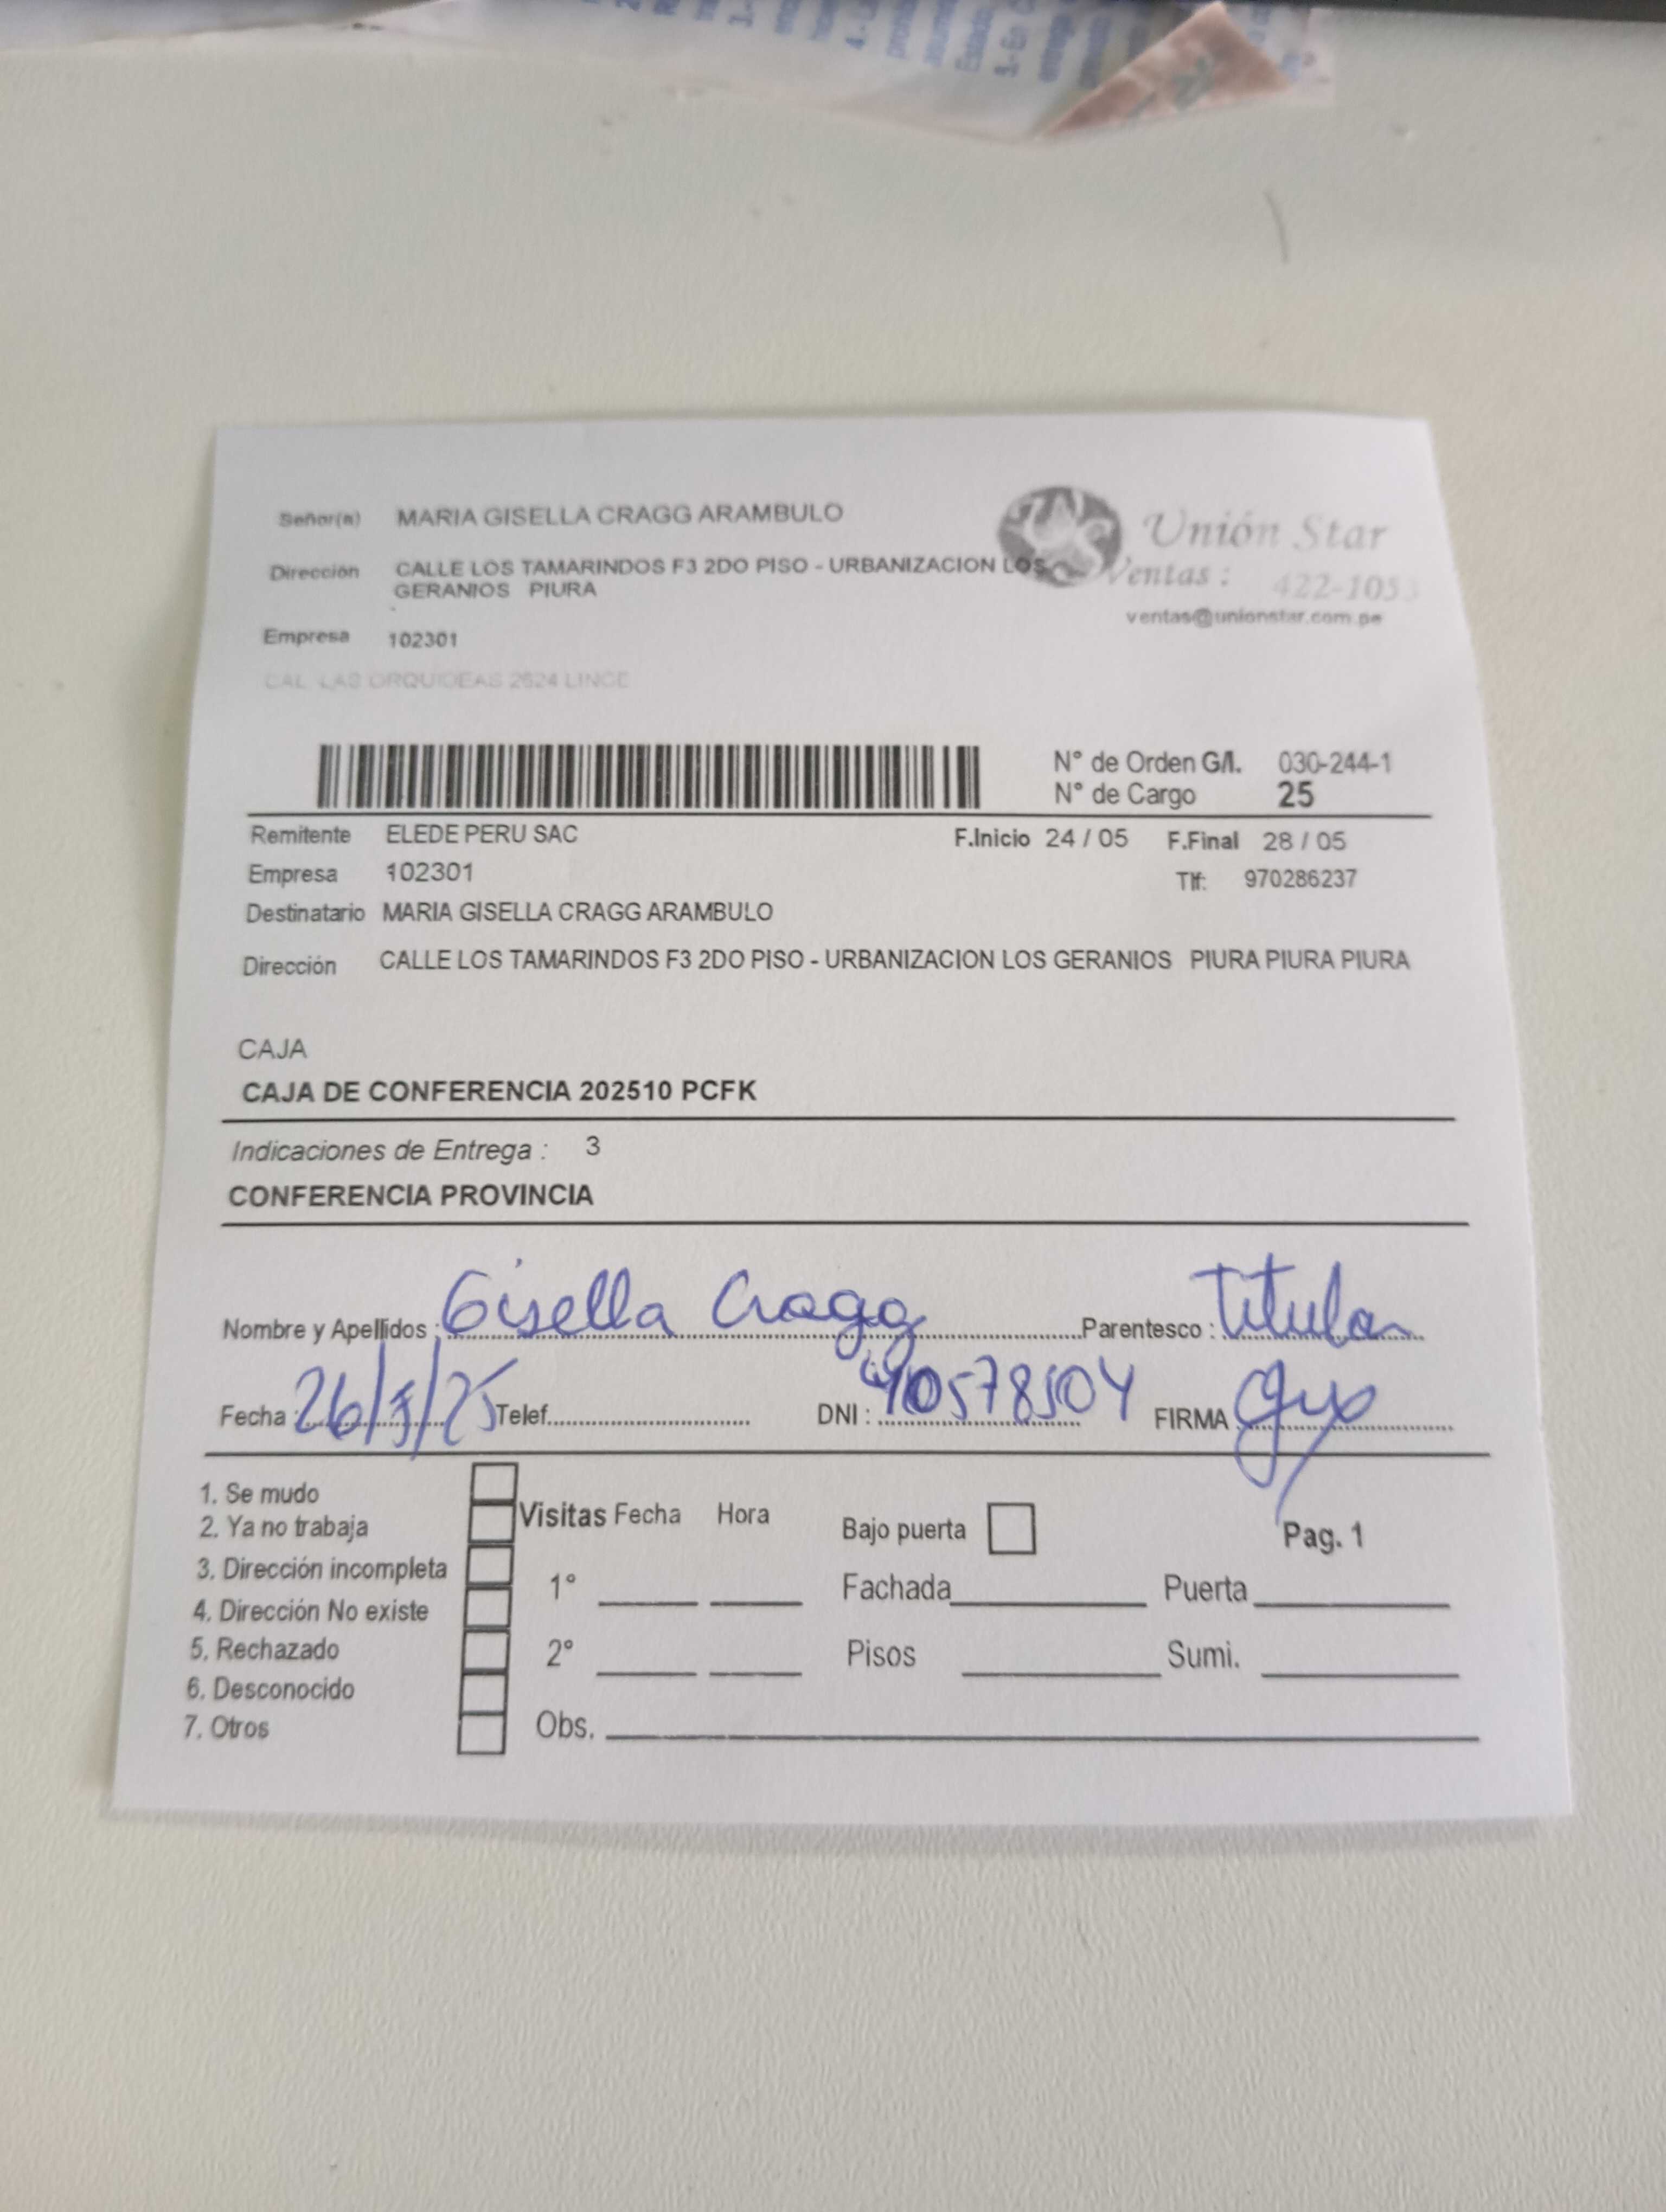 Señor(a) MARIA GISELLA CRAGG ARAMBULO
Unión Star
Dirección CALLE LOS TAMARINDOS F3 2DO PISO - URBANIZACION LOS
GERANIOS PIURA
Ventas : 422-1053
ventas@unionstar.com.pe
Empresa 102301
CAL. LAS ORQUIDEAS 2624 LINCE
N° de Orden G/I. 030-244-1
N° de Cargo 25
Remitente ELEDE PERU SAC F.Inicio 24 / 05 F.Final 28 / 05
Empresa 102301 Tlf: 970286237
Destinatario MARIA GISELLA CRAGG ARAMBULO
Dirección CALLE LOS TAMARINDOS F3 2DO PISO - URBANIZACION LOS GERANIOS PIURA PIURA PIURA
CAJA
CAJA DE CONFERENCIA 202510 PCFK
Indicaciones de Entrega : 3
CONFERENCIA PROVINCIA
Nombre y Apellidos : Gisella Cragg Parentesco : Titular
Fecha : 26/5/25 Telef. DNI : 40578504 FIRMA
1. Se mudo
2. Ya no trabaja
3. Dirección incompleta
4. Dirección No existe
5. Rechazado
6. Desconocido
7. Otros
Visitas Fecha Hora Bajo puerta Pag. 1
1° Fachada Puerta
2° Pisos Sumi.
Obs.